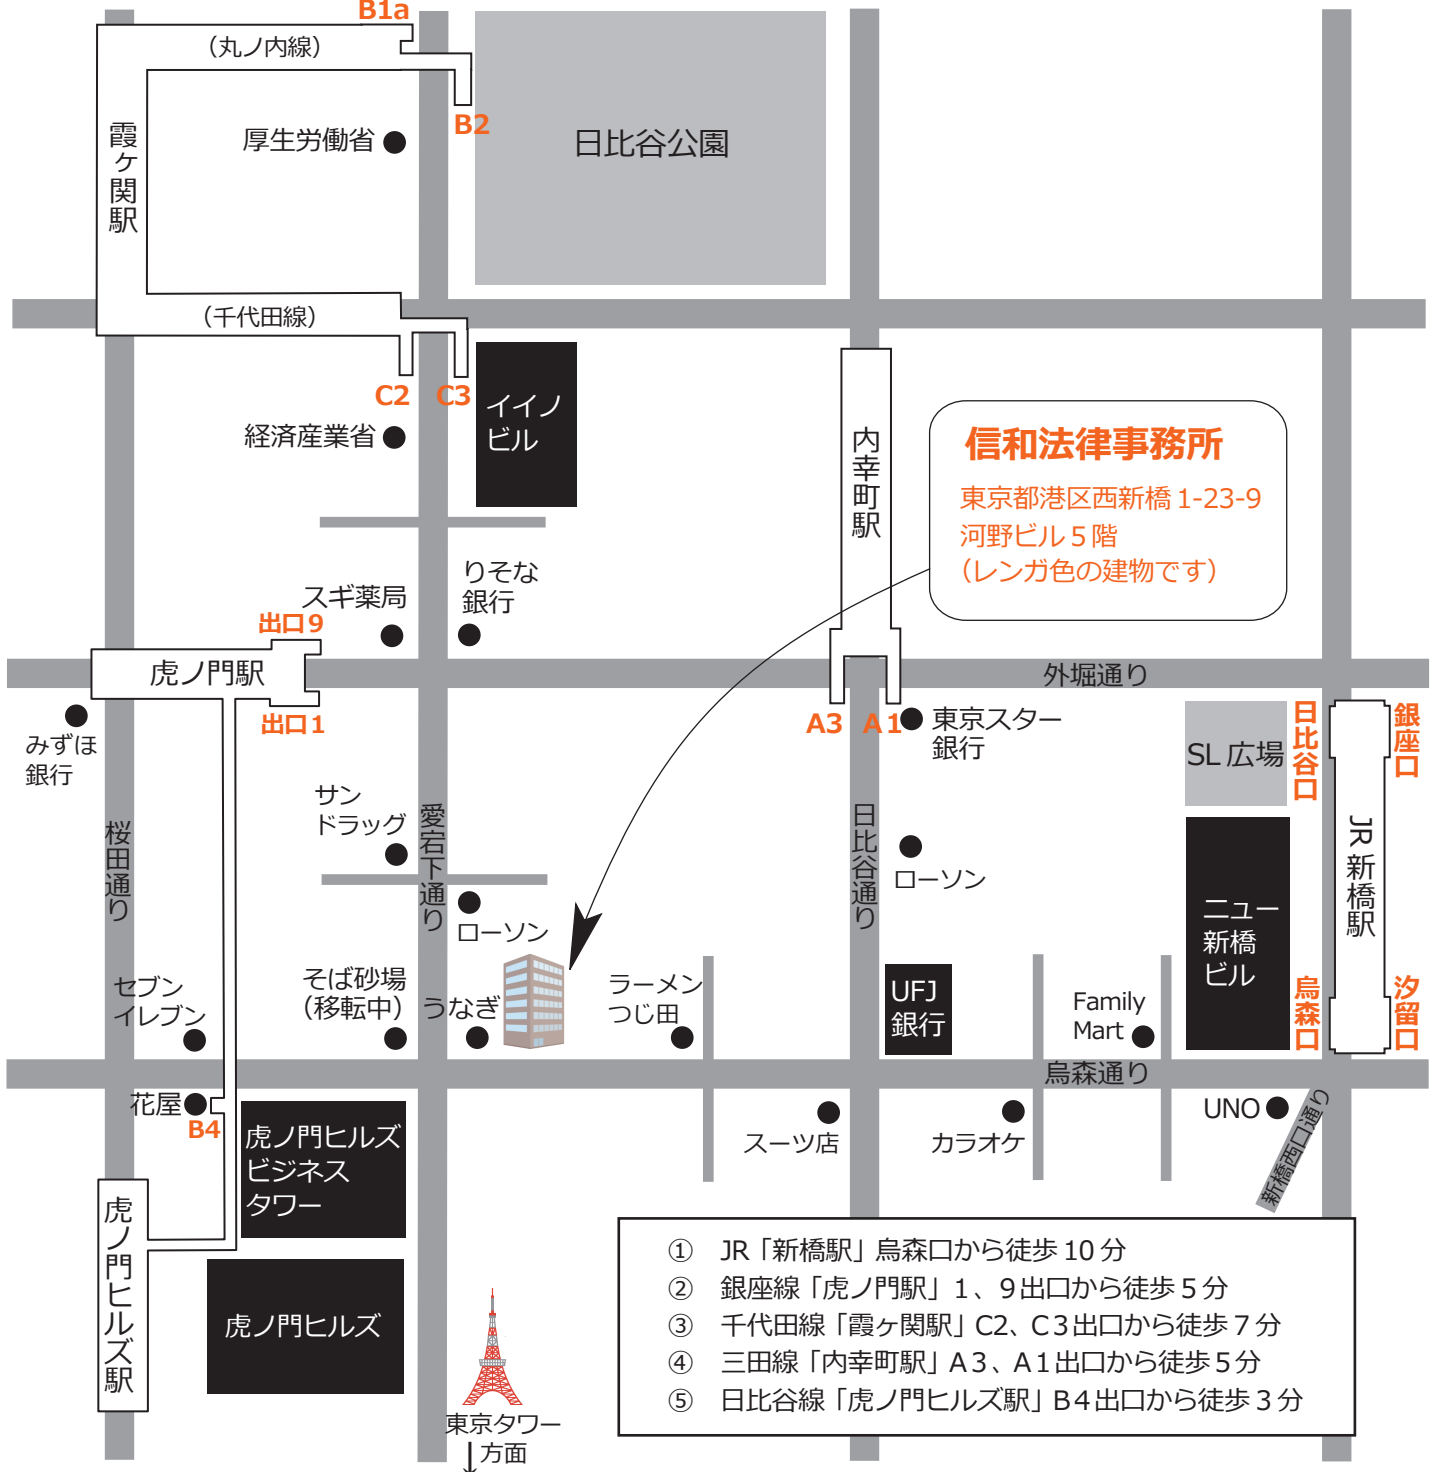 B1a
（丸ノ内線）
B2
霞ヶ関駅
厚生労働省
日比谷公園
（千代田線）
C2
C3
経済産業省
イイノ
ビル
内幸町駅
信和法律事務所
東京都港区西新橋 1-23-9
河野ビル 5 階
（レンガ色の建物です）
スギ薬局
りそな
銀行
出口 9
虎ノ門駅
出口 1
外堀通り
みずほ
銀行
A3
A1
東京スター
銀行
SL 広場
日比谷口
銀座口
サン
ドラッグ
桜田通り
愛宕下通り
日比谷通り
ローソン
JR 新橋駅
ローソン
ニュー
新橋
ビル
セブン
イレブン
そば砂場
（移転中）
うなぎ
ラーメン
つじ田
UFJ
銀行
Family
Mart
烏森口
汐留口
烏森通り
花屋
B4
虎ノ門ヒルズ
ビジネス
タワー
スーツ店
カラオケ
UNO
新橋西口通り
虎ノ門ヒルズ駅
虎ノ門ヒルズ
① JR「新橋駅」烏森口から徒歩 10 分
② 銀座線「虎ノ門駅」1、9出口から徒歩 5 分
③ 千代田線「霞ヶ関駅」C2、C3出口から徒歩 7 分
④ 三田線「内幸町駅」A3、A1出口から徒歩5分
⑤ 日比谷線「虎ノ門ヒルズ駅」B4出口から徒歩 3 分
東京タワー
方面